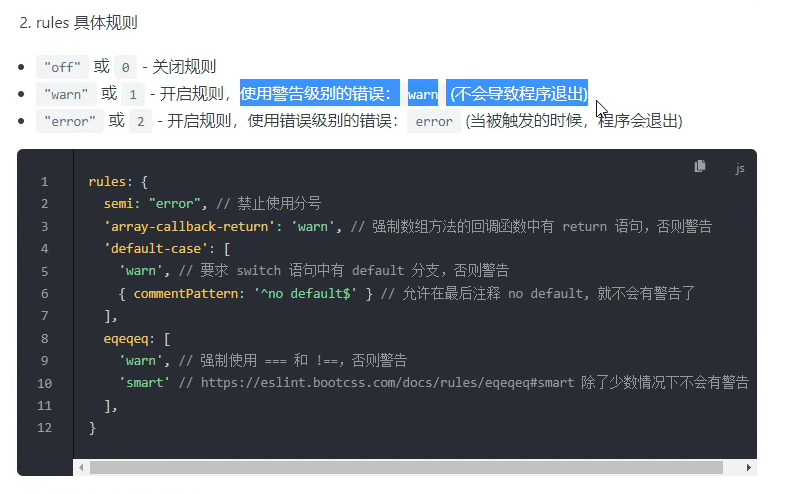 2. rules 具体规则
"off" 或 0 - 关闭规则
"warn" 或 1 - 开启规则，使用警告级别的错误： warn (不会导致程序退出)
"error" 或 2 - 开启规则，使用错误级别的错误： error (当被触发的时候，程序会退出)
js
1 rules: {
2 semi: "error", // 禁止使用分号
3 'array-callback-return': 'warn', // 强制数组方法的回调函数中有 return 语句，否则警告
4 'default-case': [
5 'warn', // 要求 switch 语句中有 default 分支，否则警告
6 { commentPattern: '^no default$' } // 允许在最后注释 no default, 就不会有警告了
7 ],
8 eqeqeq: [
9 'warn', // 强制使用 === 和 !==，否则警告
10 'smart' // https://eslint.bootcss.com/docs/rules/eqeqeq#smart 除了少数情况下不会有警告
11 ],
12 }